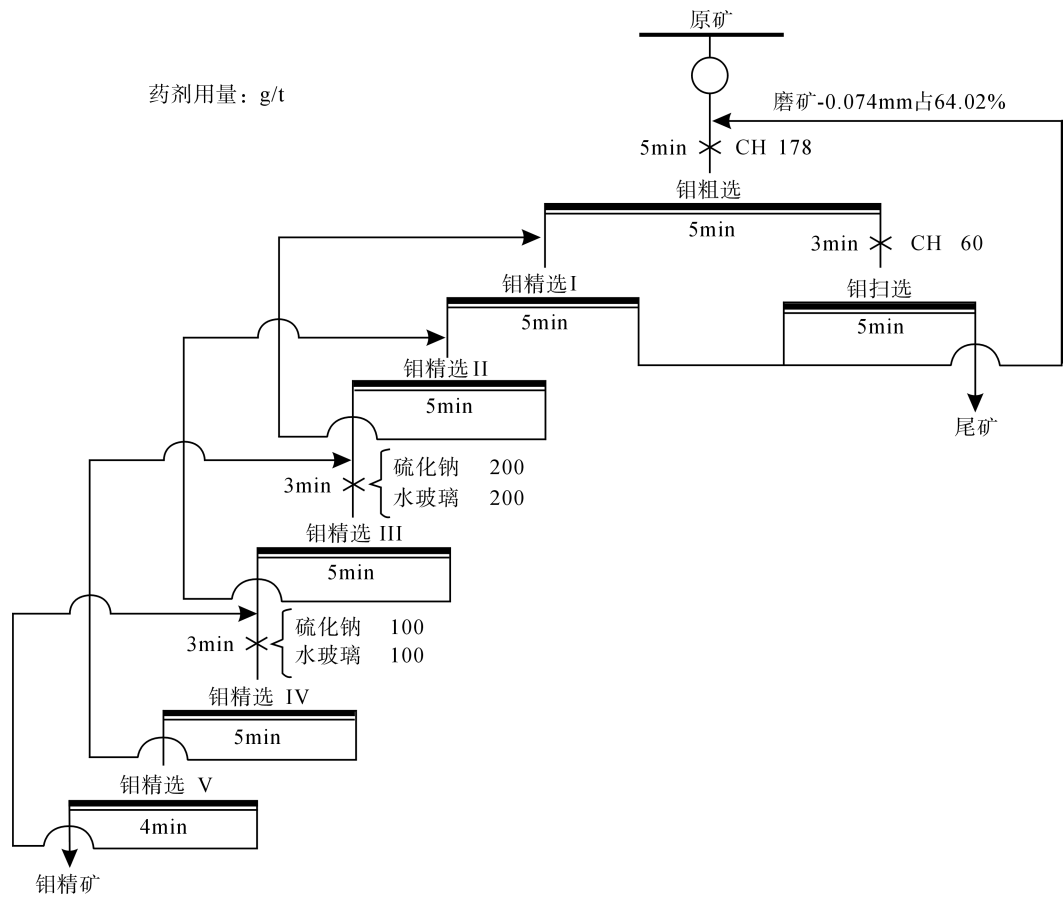 原矿
药剂用量：g/t
磨矿-0.074mm占64.02%
5min CH 178
钼粗选
5min
3min CH 60
钼精选I
5min
钼扫选
5min
钼精选II
5min
尾矿
3min
硫化钠 200
水玻璃 200
钼精选 III
5min
3min
硫化钠 100
水玻璃 100
钼精选 IV
5min
钼精选 V
4min
钼精矿